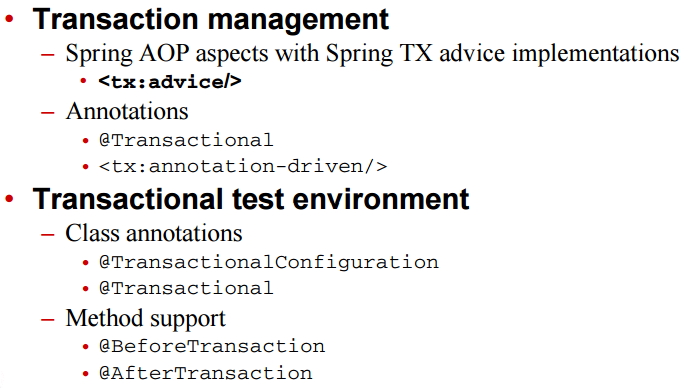 • Transaction management
– Spring AOP aspects with Spring TX advice implementations
• <tx:advice/>
– Annotations
• @Transactional
• <tx:annotation-driven/>
• Transactional test environment
– Class annotations
• @TransactionalConfiguration
• @Transactional
– Method support
• @BeforeTransaction
• @AfterTransaction